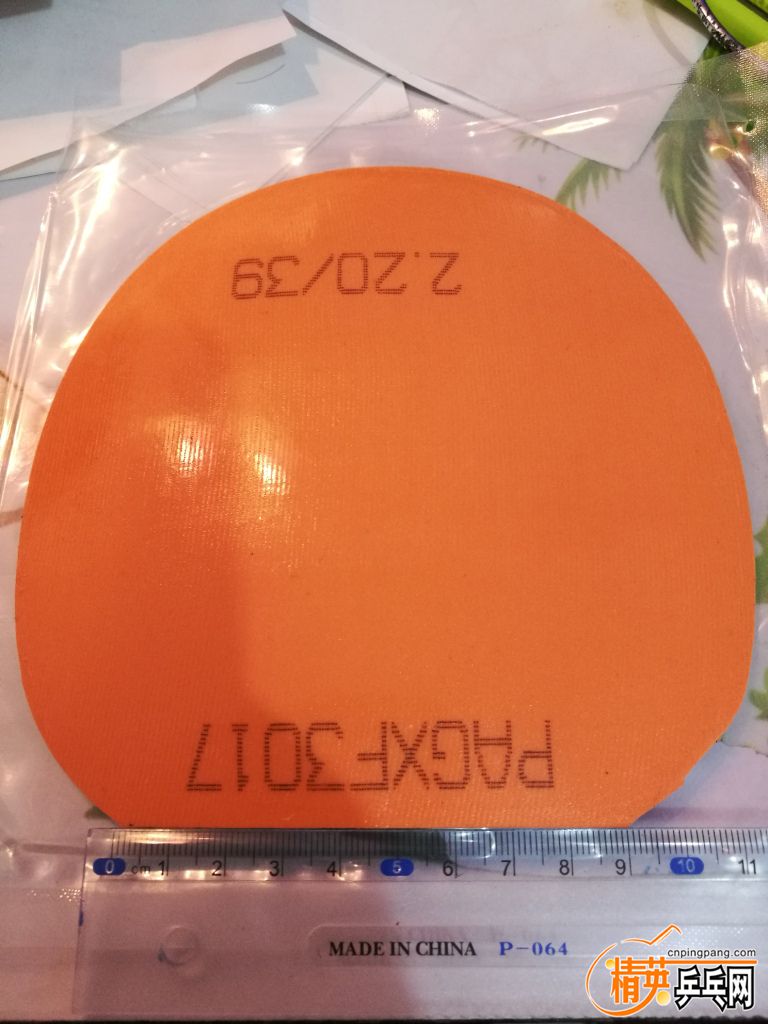 2.20/39
PAGXF3017
0 cm 1 2 3 4 5 6 7 8 9 10 11
MADE IN CHINA P-064
cnpingpang.com
精英乒乓网